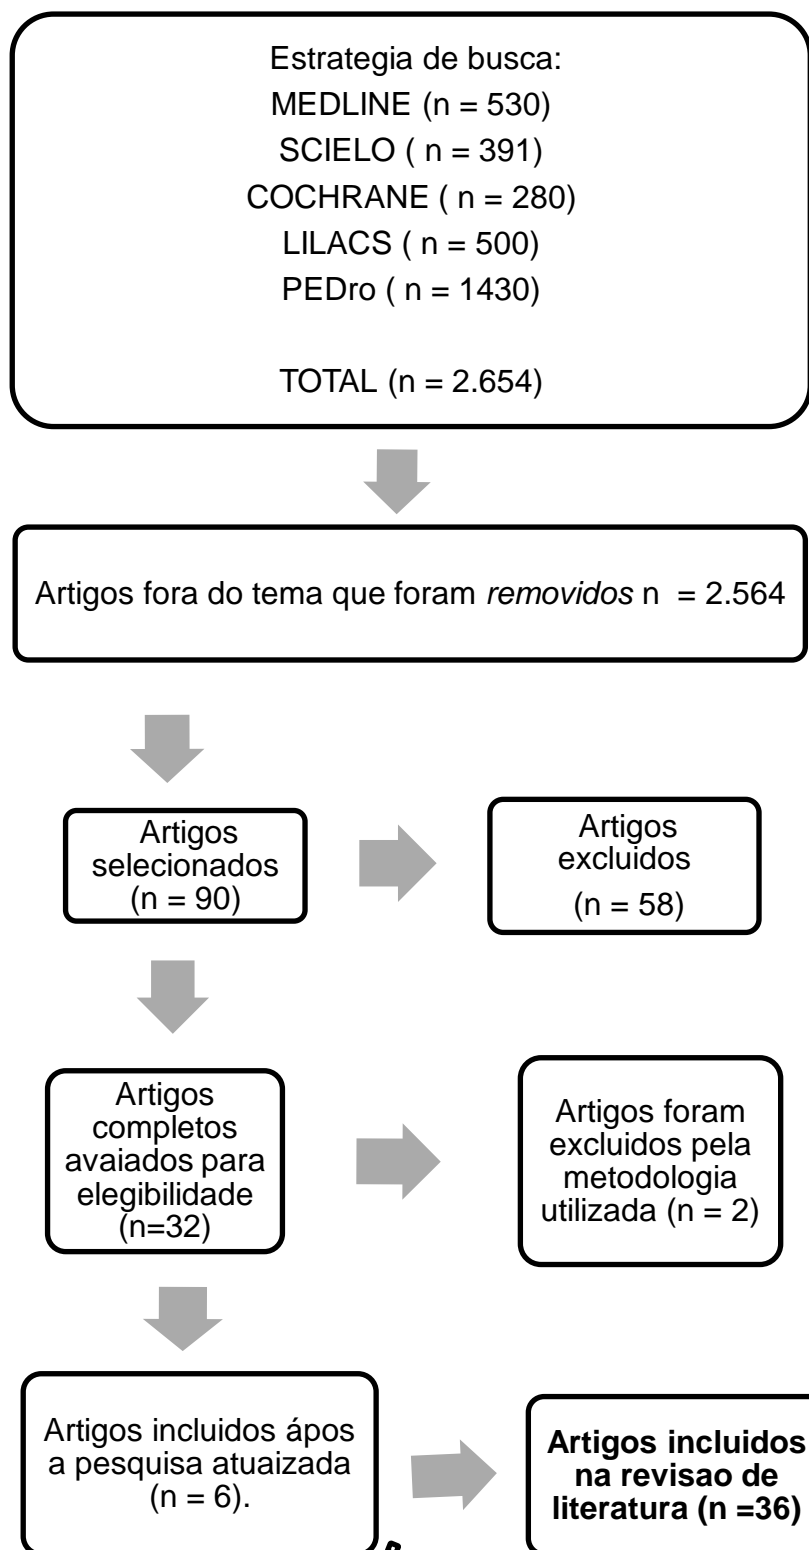 Estrategia de busca:
MEDLINE (n = 530)
SCIELO ( n = 391)
COCHRANE ( n = 280)
LILACS ( n = 500)
PEDro ( n = 1430)
TOTAL (n = 2.654)
Artigos fora do tema que foram removidos n = 2.564
Artigos
selecionados
(n = 90)
Artigos
excluidos
(n = 58)
Artigos
completos
avaiados para
elegibilidade
(n=32)
Artigos foram
excluidos pela
metodologia
utilizada (n = 2)
Artigos incluidos ápos
a pesquisa atuaizada
(n = 6).
Artigos incluidos
na revisao de
literatura (n =36)